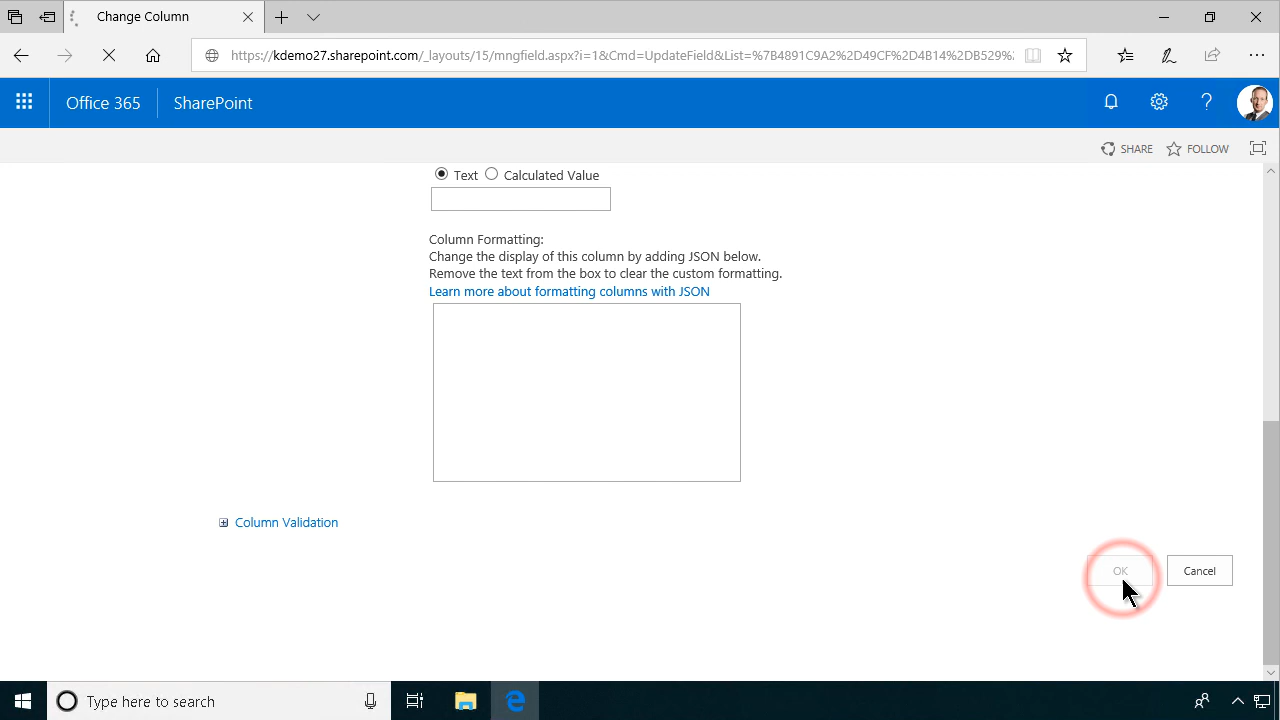 Change Column
https://kdemo27.sharepoint.com/_layouts/15/mngfield.aspx?i=1&Cmd=UpdateField&List=%7B4891C9A2%2D49CF%2D4B14%2DB529%
Office 365
SharePoint
SHARE
FOLLOW
Text
Calculated Value
Column Formatting:
Change the display of this column by adding JSON below.
Remove the text from the box to clear the custom formatting.
Learn more about formatting columns with JSON
Column Validation
OK
Cancel
Type here to search